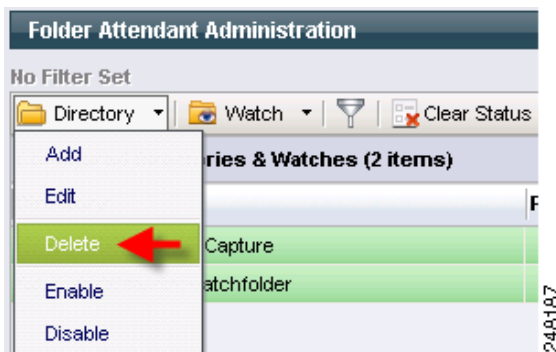 Folder Attendant Administration
No Filter Set
Directory Watch Clear Status
Add
ries & Watches (2 items)
Edit
Delete
Capture
Enable
atchfolder
Disable
248187